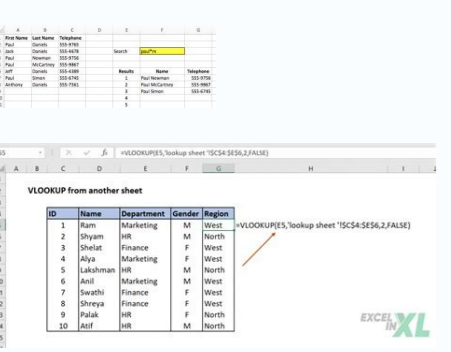 A B C D E F G
First Name Last Name Telephone
Paul Daniels 555-9765
Jack Daniels 555-4478 Search paul*m
Paul Newman 555-9756
Paul McCartney 555-9867
Jeff Daniels 555-4389 Results Name Telephone
Paul Simon 555-6745 1 Paul Newman 555-9756
Anthony Daniels 555-7561 2 Paul McCartney 555-9867
3 Paul Simon 555-6745
4
5
fx =VLOOKUP(E5,'lookup sheet '!$C$4:$E$6,2,FALSE)
A B C D E F G H I
VLOOKUP from another sheet
ID Name Department Gender Region
1 Ram Marketing M West =VLOOKUP(E5,'lookup sheet '!$C$4:$E$6,2,FALSE)
2 Shyam HR M North
3 Shelat Finance F West
4 Alya Marketing F West
5 Lakshman HR M North
6 Anil Marketing M West
7 Swathi Finance F West
8 Shreya Finance F West
9 Palak HR F North
10 Atif HR M North
EXCEL IN XL